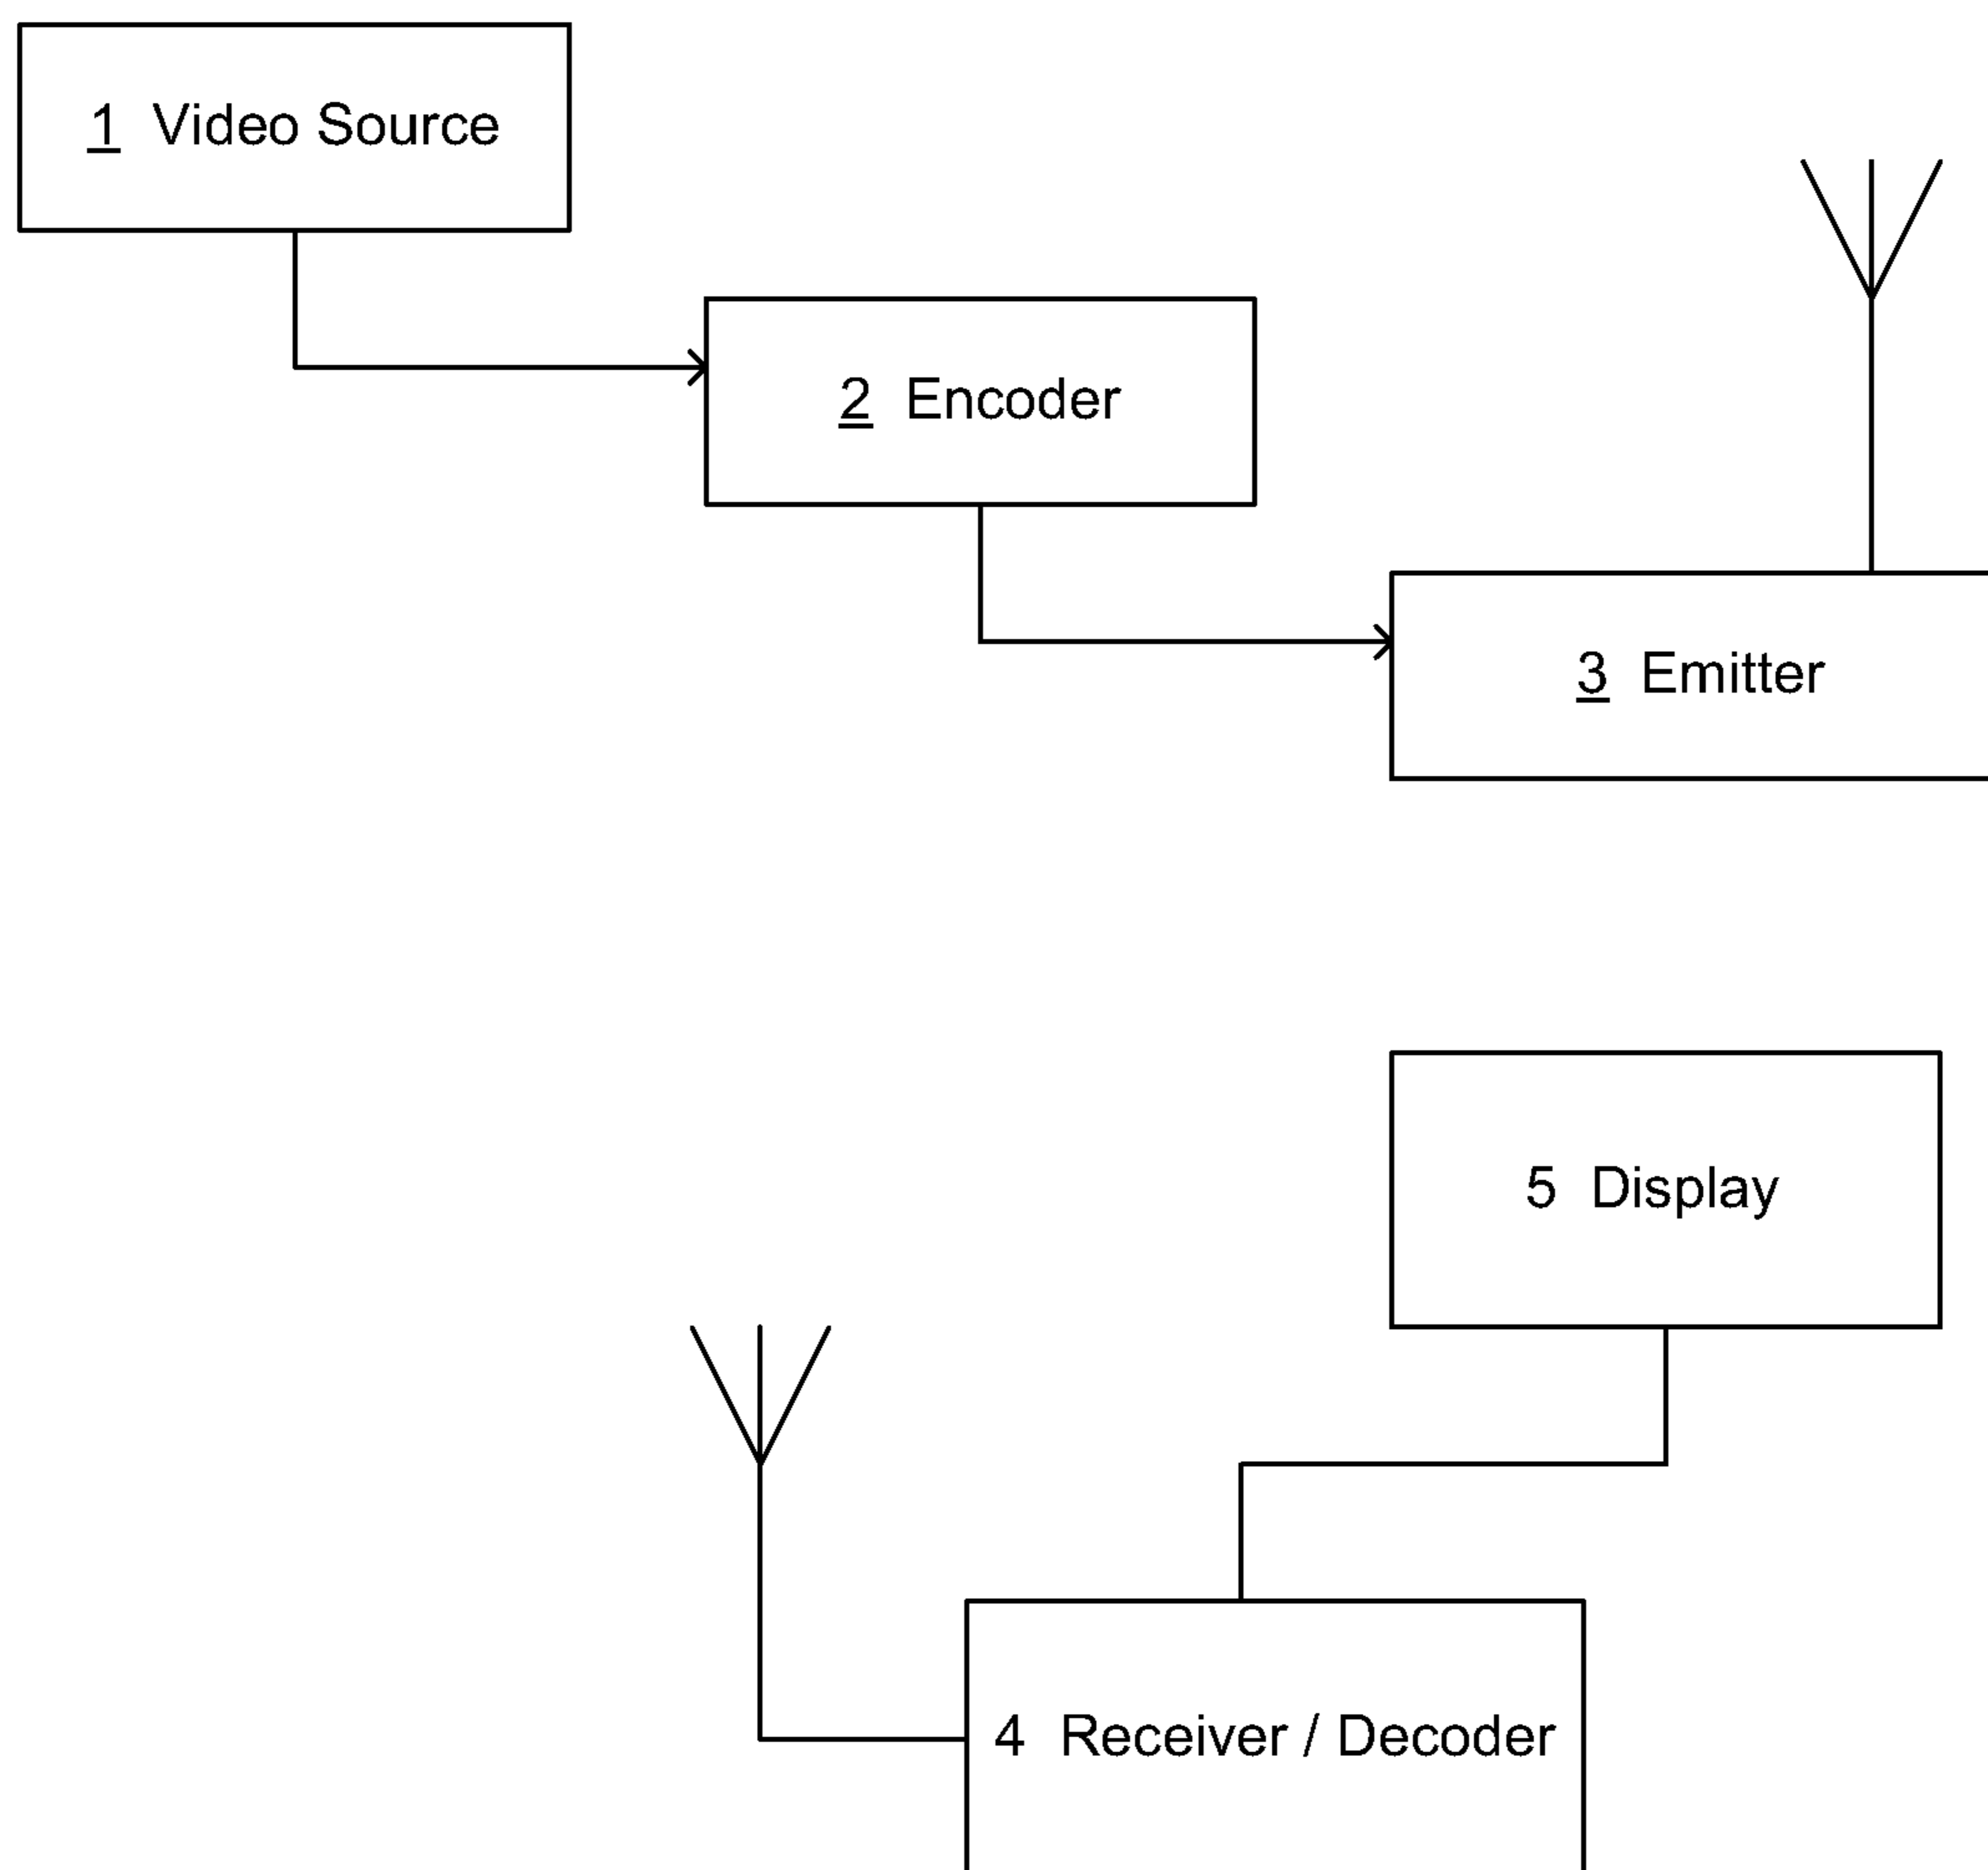 1 Video Source
2 Encoder
3 Emitter
5 Display
4 Receiver / Decoder